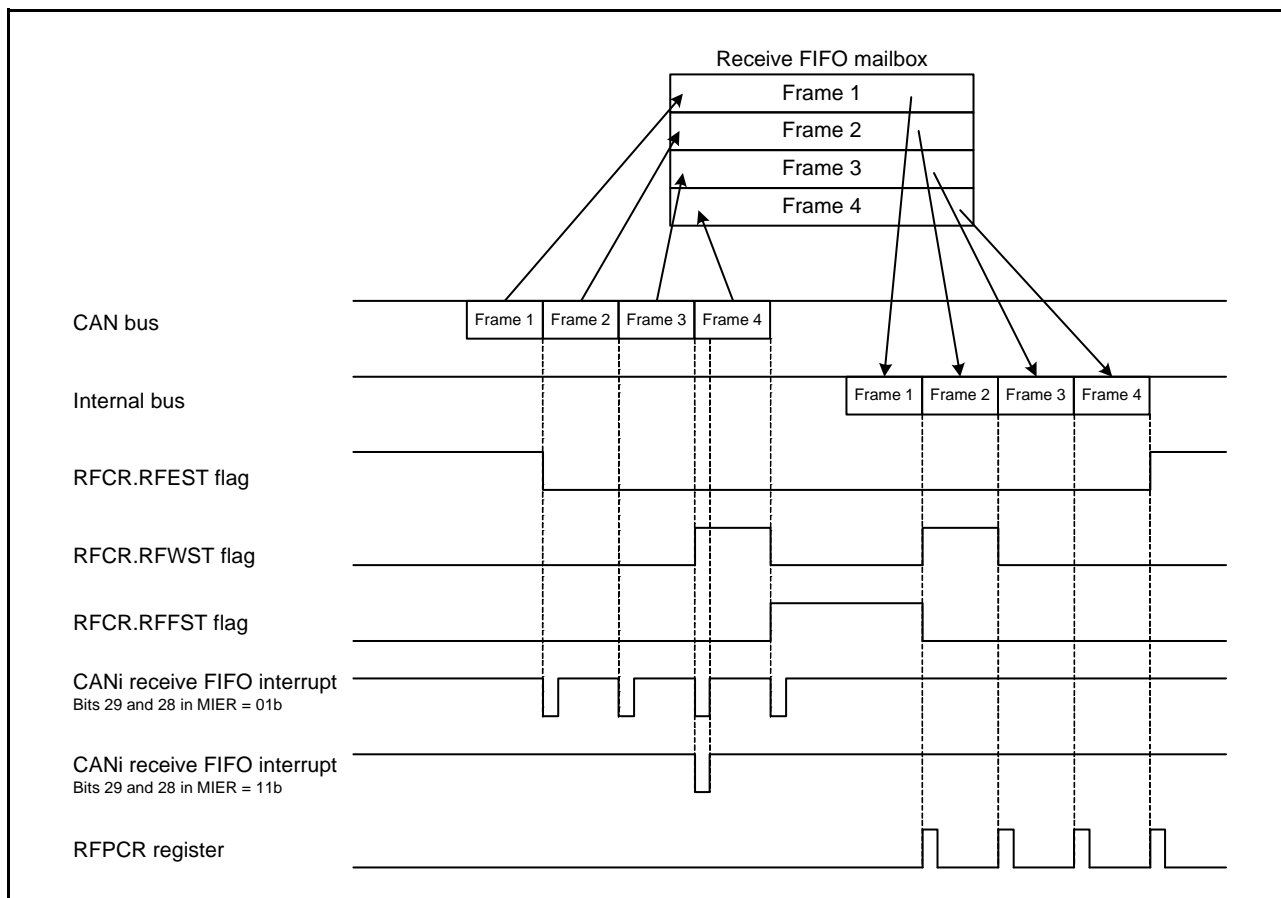 Receive FIFO mailbox
Frame 1
Frame 2
Frame 3
Frame 4
CAN bus
Frame 1 Frame 2 Frame 3 Frame 4
Internal bus
Frame 1 Frame 2 Frame 3 Frame 4
RFCR.RFEST flag
RFCR.RFWST flag
RFCR.RFFST flag
CANi receive FIFO interrupt
Bits 29 and 28 in MIER = 01b
CANi receive FIFO interrupt
Bits 29 and 28 in MIER = 11b
RFPCR register